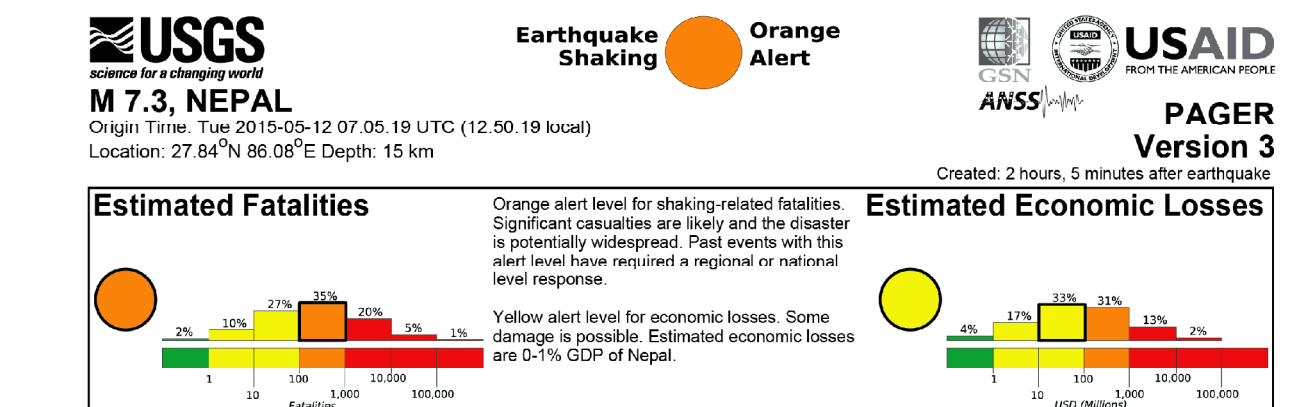 USGS
science for a changing world
Earthquake
Shaking
Orange
Alert
GSN
ANSS
USAID
USAID
FROM THE AMERICAN PEOPLE
M 7.3, NEPAL
Origin Time: Tue 2015-05-12 07:05:19 UTC (12:50:19 local)
Location: 27.84°N 86.08°E Depth: 15 km
PAGER
Version 3
Created: 2 hours, 5 minutes after earthquake
Estimated Fatalities
2%
10%
27%
35%
20%
5%
1%
1
10
100
1,000
10,000
100,000
Fatalities
Orange alert level for shaking-related fatalities.
Significant casualties are likely and the disaster
is potentially widespread. Past events with this
alert level have required a regional or national
level response.
Yellow alert level for economic losses. Some
damage is possible. Estimated economic losses
are 0-1% GDP of Nepal.
Estimated Economic Losses
4%
17%
33%
31%
13%
2%
1
10
100
1,000
10,000
100,000
USD (Millions)